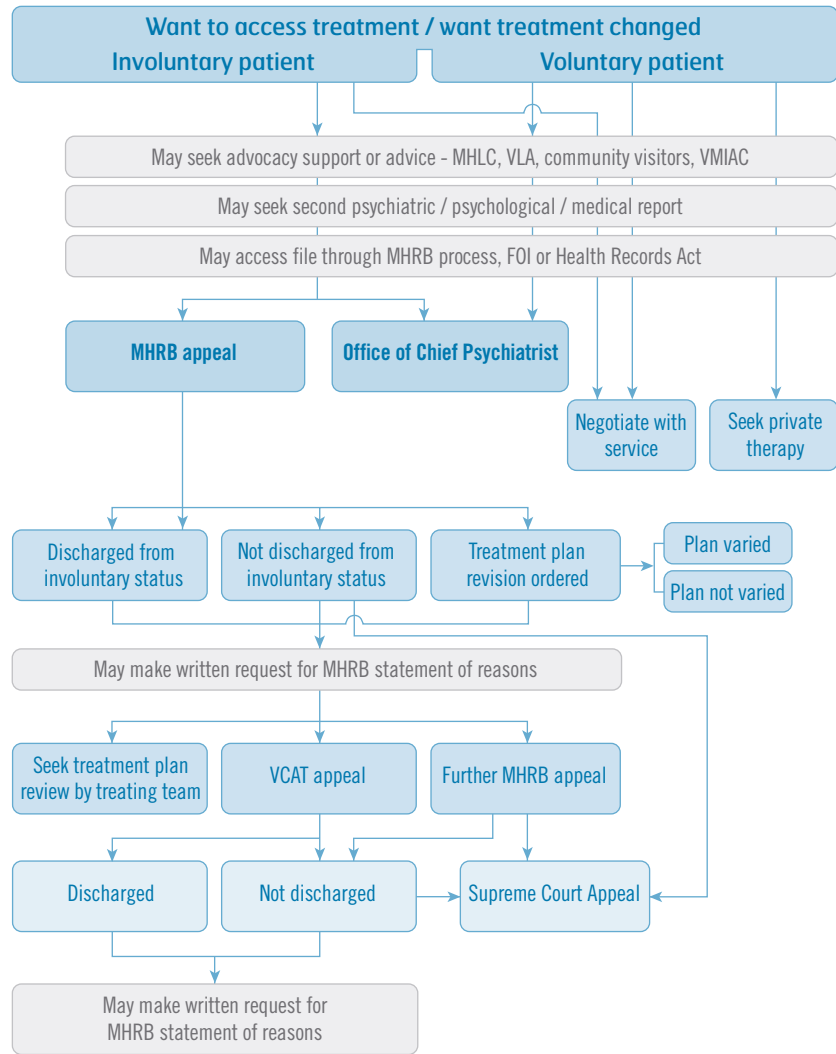 Want to access treatment / want treatment changed
Involuntary patient
Voluntary patient
May seek advocacy support or advice - MHLC, VLA, community visitors, VMIAC
May seek second psychiatric / psychological / medical report
May access file through MHRB process, FOI or Health Records Act
MHRB appeal
Office of Chief Psychiatrist
Negotiate with
service
Seek private
therapy
Discharged from
involuntary status
Not discharged from
involuntary status
Treatment plan
revision ordered
Plan varied
Plan not varied
May make written request for MHRB statement of reasons
Seek treatment plan
review by treating team
VCAT appeal
Further MHRB appeal
Discharged
Not discharged
Supreme Court Appeal
May make written request for
MHRB statement of reasons